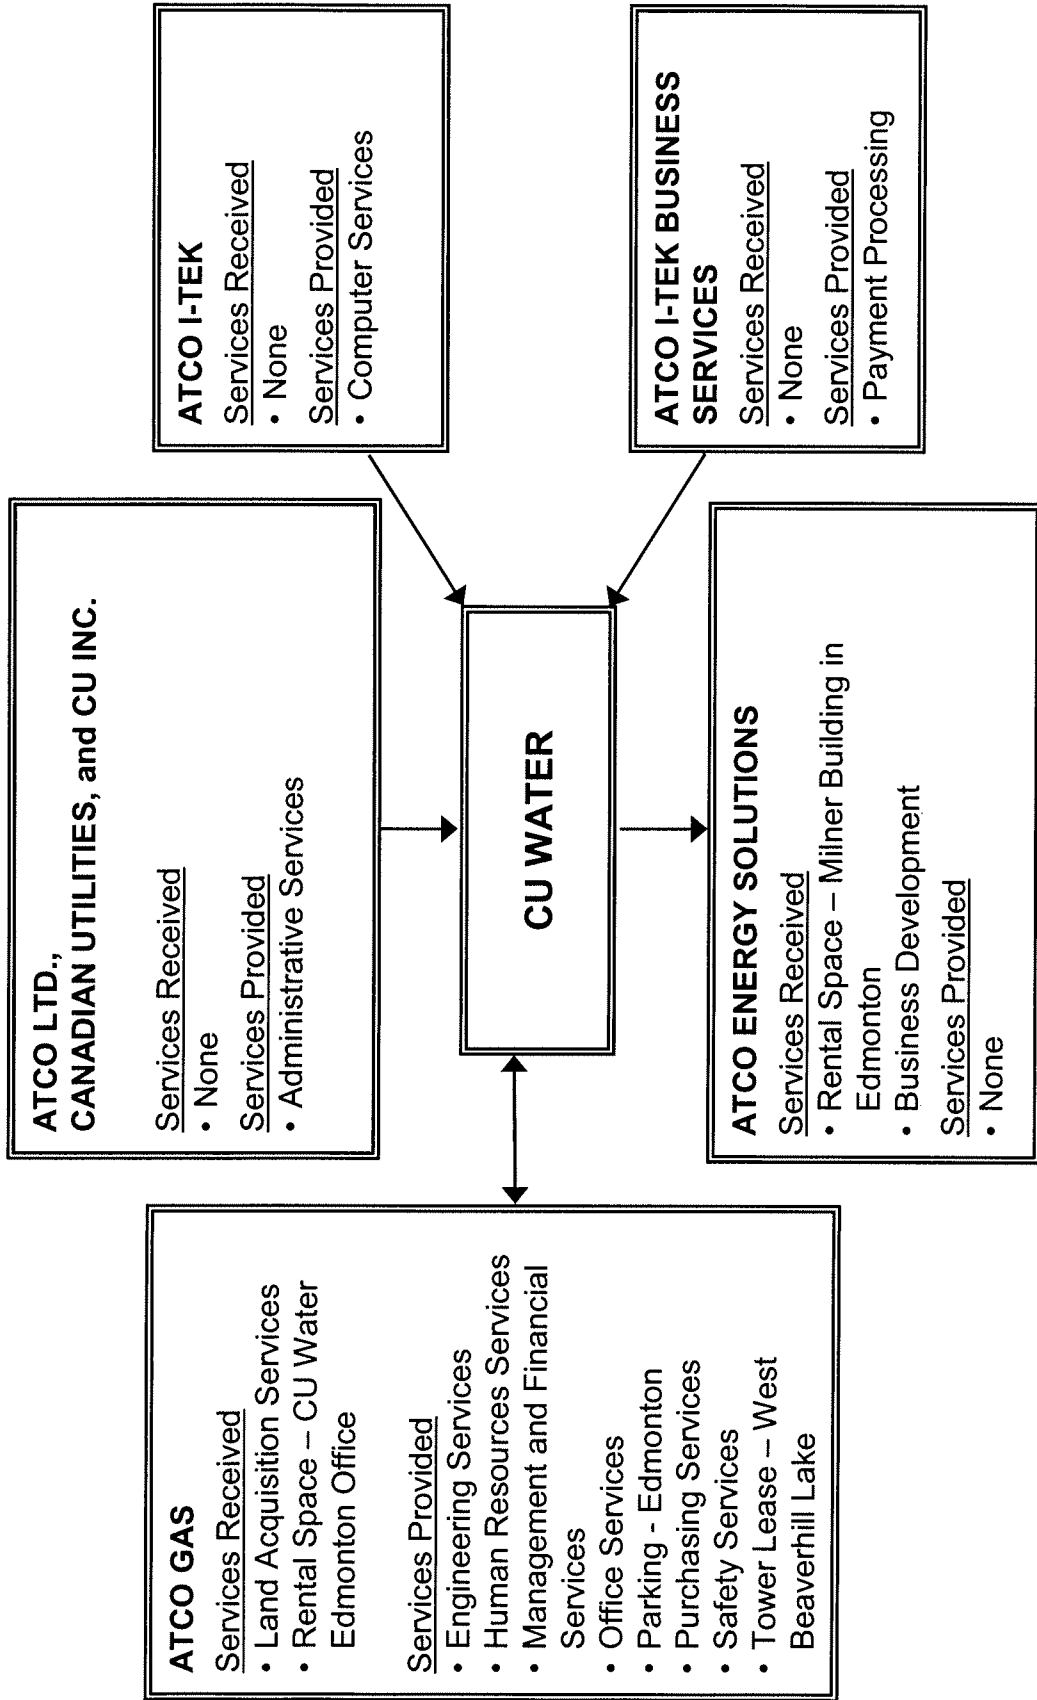 ATCO LTD.,
CANADIAN UTILITIES, and CU INC.
Services Received
• None
Services Provided
• Administrative Services
ATCO GAS
Services Received
• Land Acquisition Services
• Rental Space – CU Water
Edmonton Office
Services Provided
• Engineering Services
• Human Resources Services
• Management and Financial
Services
• Office Services
• Parking - Edmonton
• Purchasing Services
• Safety Services
• Tower Lease – West
Beaverhill Lake
CU WATER
ATCO I-TEK
Services Received
• None
Services Provided
• Computer Services
ATCO I-TEK BUSINESS
SERVICES
Services Received
• None
Services Provided
• Payment Processing
ATCO ENERGY SOLUTIONS
Services Received
• Rental Space – Milner Building in
Edmonton
• Business Development
Services Provided
• None